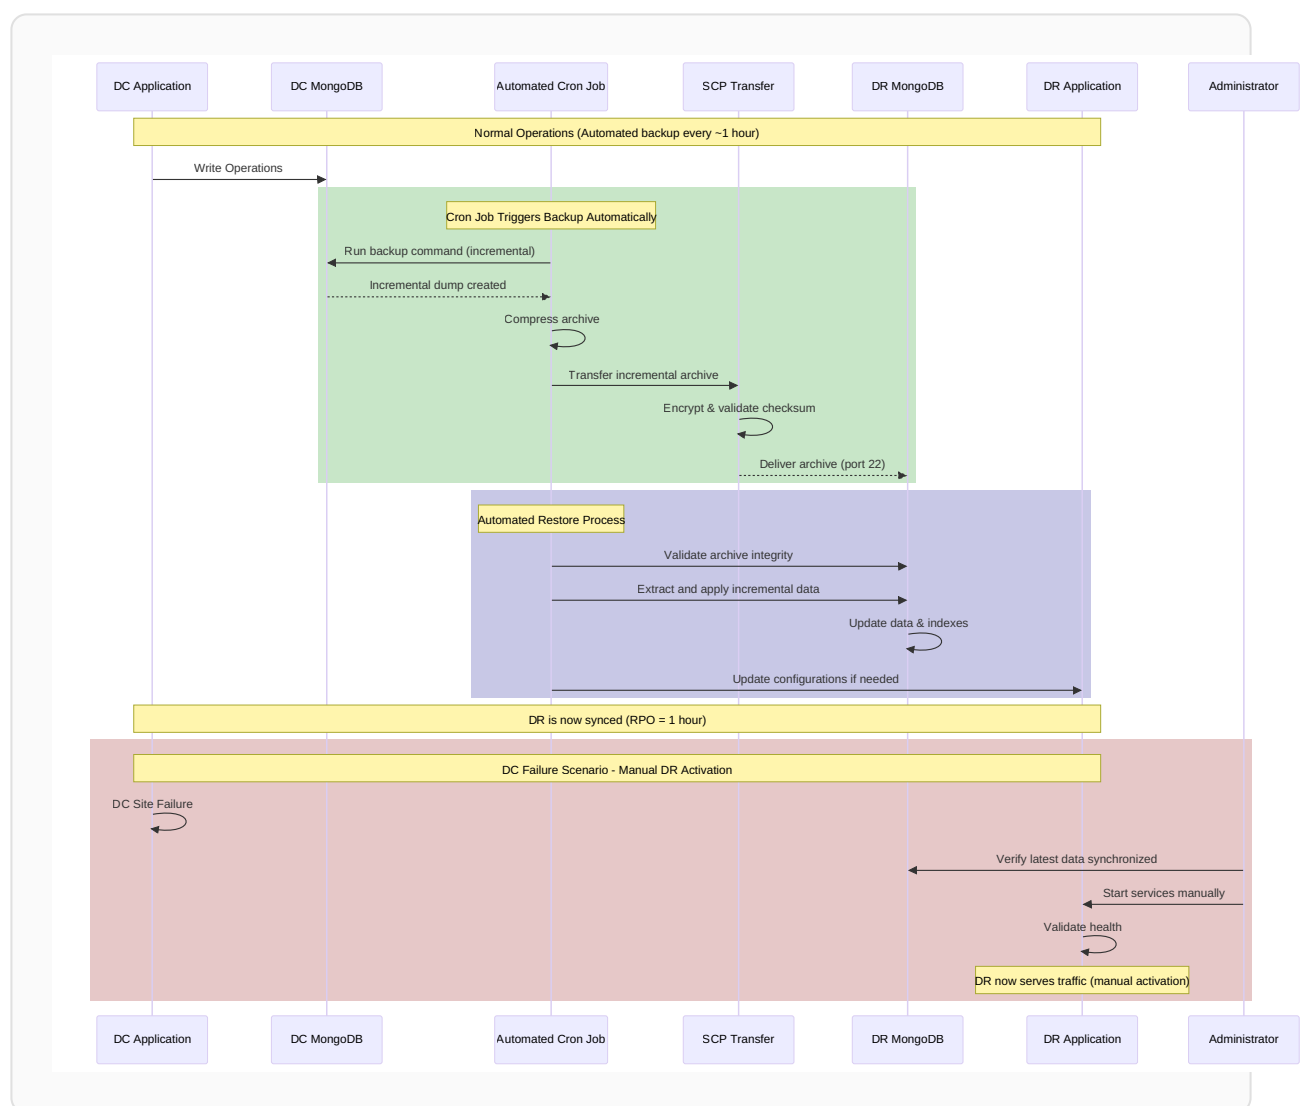 DC Application
DC MongoDB
Automated Cron Job
SCP Transfer
DR MongoDB
DR Application
Administrator
Normal Operations (Automated backup every ~1 hour)
Write Operations
Cron Job Triggers Backup Automatically
Run backup command (incremental)
Incremental dump created
Compress archive
Transfer incremental archive
Encrypt & validate checksum
Deliver archive (port 22)
Automated Restore Process
Validate archive integrity
Extract and apply incremental data
Update data & indexes
Update configurations if needed
DR is now synced (RPO = 1 hour)
DC Failure Scenario - Manual DR Activation
DC Site Failure
Verify latest data synchronized
Start services manually
Validate health
DR now serves traffic (manual activation)
DC Application
DC MongoDB
Automated Cron Job
SCP Transfer
DR MongoDB
DR Application
Administrator